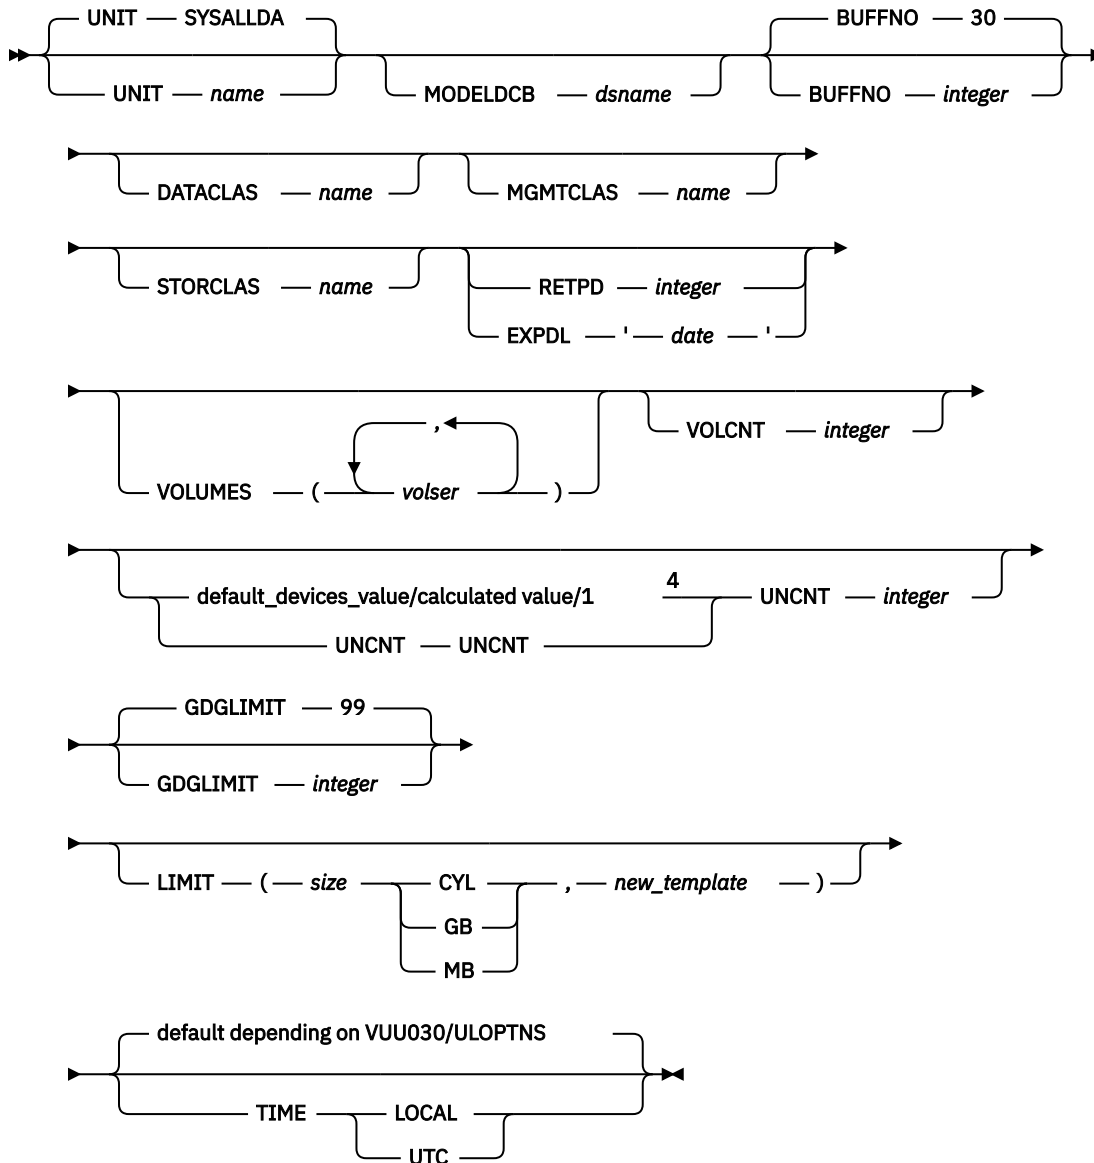 UNIT SYSALLDA BUFFNO 30
UNIT name MODELDCB dsname BUFFNO integer
DATACLAS name MGMTCLAS name
STORCLAS name RETPD integer
EXPDL ' date '
,
VOLUMES ( volser ) VOLCNT integer
default_devices_value/calculated value/1 4 UNCNT integer
UNCNT UNCNT
GDGLIMIT 99
GDGLIMIT integer
LIMIT ( size CYL , new_template )
GB
MB
default depending on VUU030/ULOPTNS
TIME LOCAL
UTC